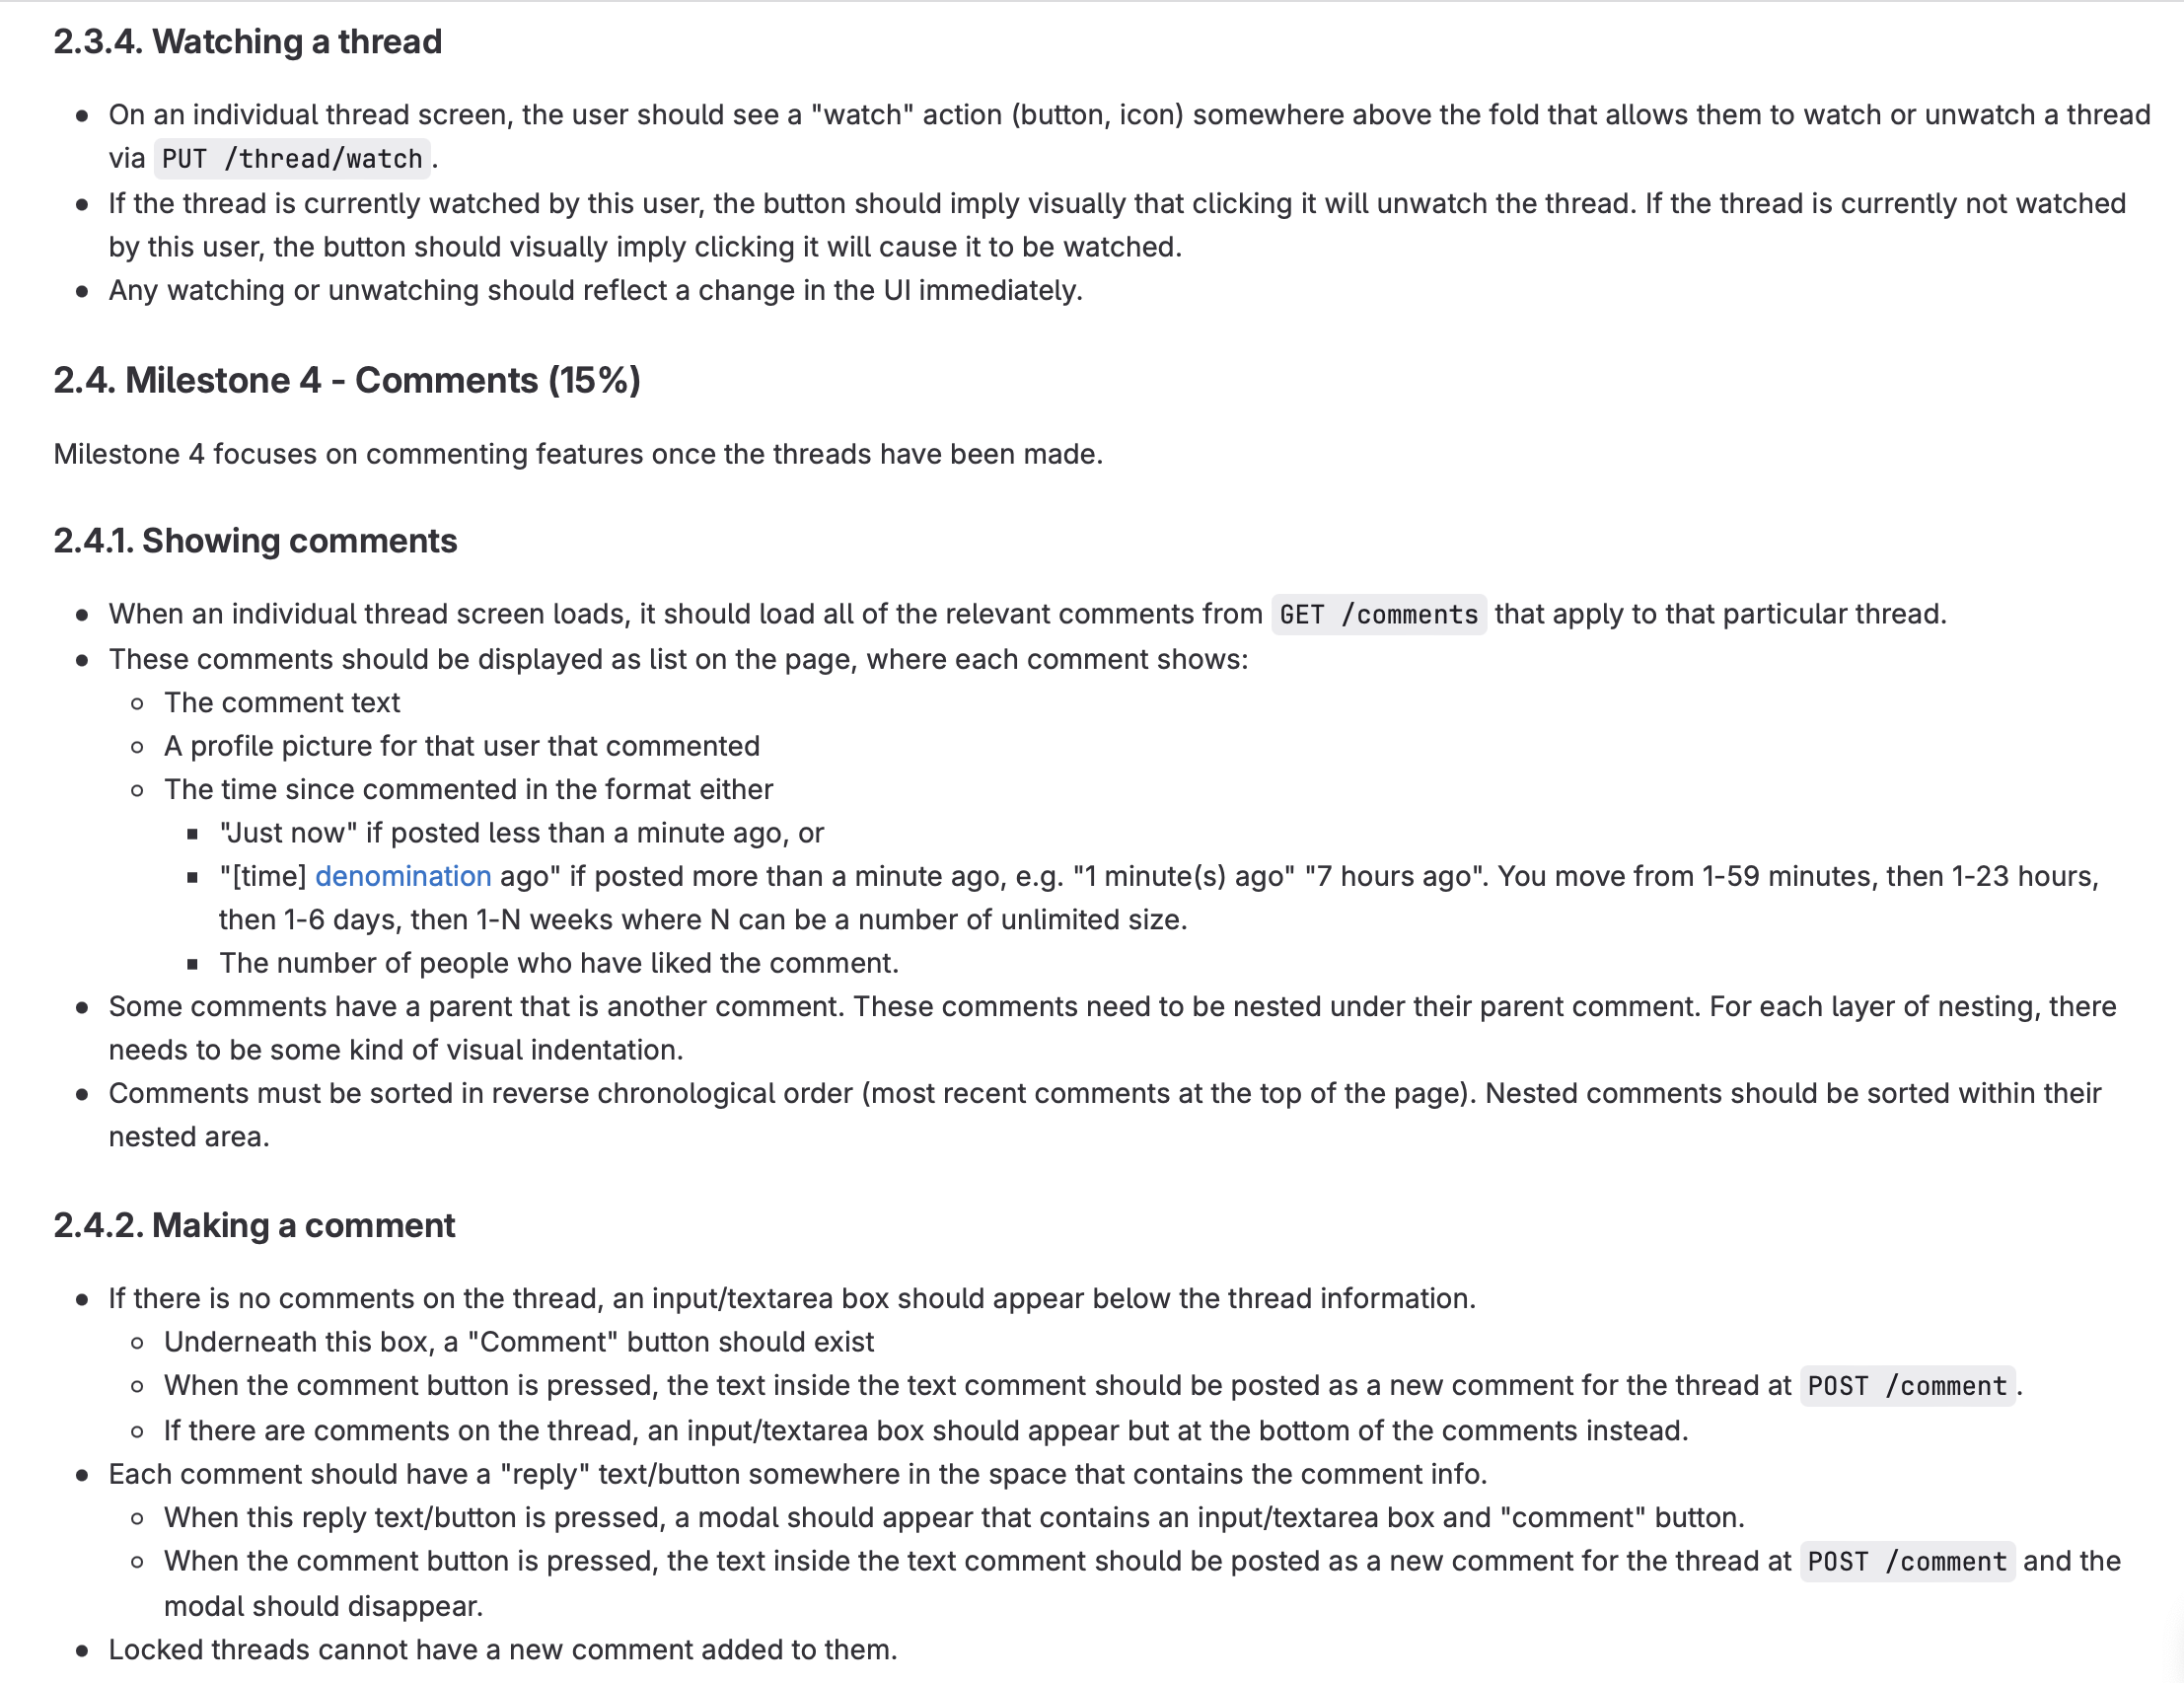 2.3.4. Watching a thread
On an individual thread screen, the user should see a "watch" action (button, icon) somewhere above the fold that allows them to watch or unwatch a thread
via PUT /thread/watch.
If the thread is currently watched by this user, the button should imply visually that clicking it will unwatch the thread. If the thread is currently not watched
by this user, the button should visually imply clicking it will cause it to be watched.
Any watching or unwatching should reflect a change in the UI immediately.
2.4. Milestone 4 - Comments (15%)
Milestone 4 focuses on commenting features once the threads have been made.
2.4.1. Showing comments
When an individual thread screen loads, it should load all of the relevant comments from GET /comments that apply to that particular thread.
These comments should be displayed as list on the page, where each comment shows:
The comment text
A profile picture for that user that commented
The time since commented in the format either
"Just now" if posted less than a minute ago, or
"[time] denomination ago" if posted more than a minute ago, e.g. "1 minute(s) ago" "7 hours ago". You move from 1-59 minutes, then 1-23 hours,
then 1-6 days, then 1-N weeks where N can be a number of unlimited size.
The number of people who have liked the comment.
Some comments have a parent that is another comment. These comments need to be nested under their parent comment. For each layer of nesting, there
needs to be some kind of visual indentation.
Comments must be sorted in reverse chronological order (most recent comments at the top of the page). Nested comments should be sorted within their
nested area.
2.4.2. Making a comment
If there is no comments on the thread, an input/textarea box should appear below the thread information.
Underneath this box, a "Comment" button should exist
When the comment button is pressed, the text inside the text comment should be posted as a new comment for the thread at POST /comment.
If there are comments on the thread, an input/textarea box should appear but at the bottom of the comments instead.
Each comment should have a "reply" text/button somewhere in the space that contains the comment info.
When this reply text/button is pressed, a modal should appear that contains an input/textarea box and "comment" button.
When the comment button is pressed, the text inside the text comment should be posted as a new comment for the thread at POST /comment and the
modal should disappear.
Locked threads cannot have a new comment added to them.